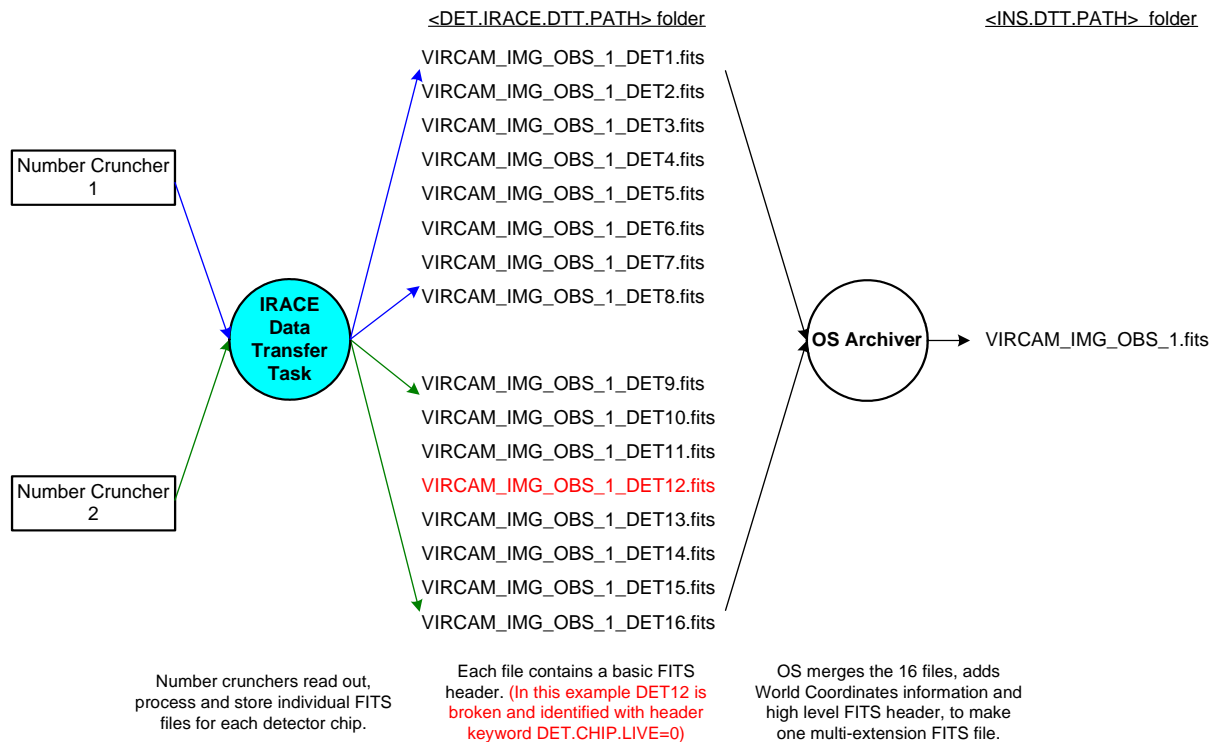 <DET.IRACE.DTT.PATH> folder
<INS.DTT.PATH> folder
VIRCAM_IMG_OBS_1_DET1.fits
VIRCAM_IMG_OBS_1_DET2.fits
VIRCAM_IMG_OBS_1_DET3.fits
VIRCAM_IMG_OBS_1_DET4.fits
VIRCAM_IMG_OBS_1_DET5.fits
VIRCAM_IMG_OBS_1_DET6.fits
VIRCAM_IMG_OBS_1_DET7.fits
VIRCAM_IMG_OBS_1_DET8.fits
Number Cruncher
1
IRACE
Data
Transfer
Task
OS Archiver
VIRCAM_IMG_OBS_1.fits
VIRCAM_IMG_OBS_1_DET9.fits
VIRCAM_IMG_OBS_1_DET10.fits
VIRCAM_IMG_OBS_1_DET11.fits
VIRCAM_IMG_OBS_1_DET12.fits
VIRCAM_IMG_OBS_1_DET13.fits
VIRCAM_IMG_OBS_1_DET14.fits
VIRCAM_IMG_OBS_1_DET15.fits
VIRCAM_IMG_OBS_1_DET16.fits
Number Cruncher
2
Number crunchers read out,
process and store individual FITS
files for each detector chip.
Each file contains a basic FITS
header. (In this example DET12 is
broken and identified with header
keyword DET.CHIP.LIVE=0)
OS merges the 16 files, adds
World Coordinates information and
high level FITS header, to make
one multi-extension FITS file.